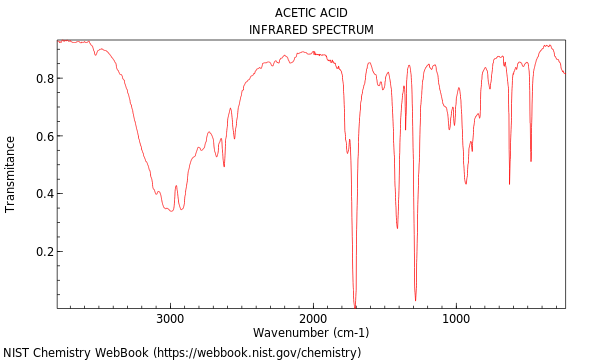 ACETIC ACID
INFRARED SPECTRUM
Transmitance
0.8
0.6
0.4
0.2
3000 2000 1000
Wavenumber (cm-1)
NIST Chemistry WebBook (https://webbook.nist.gov/chemistry)